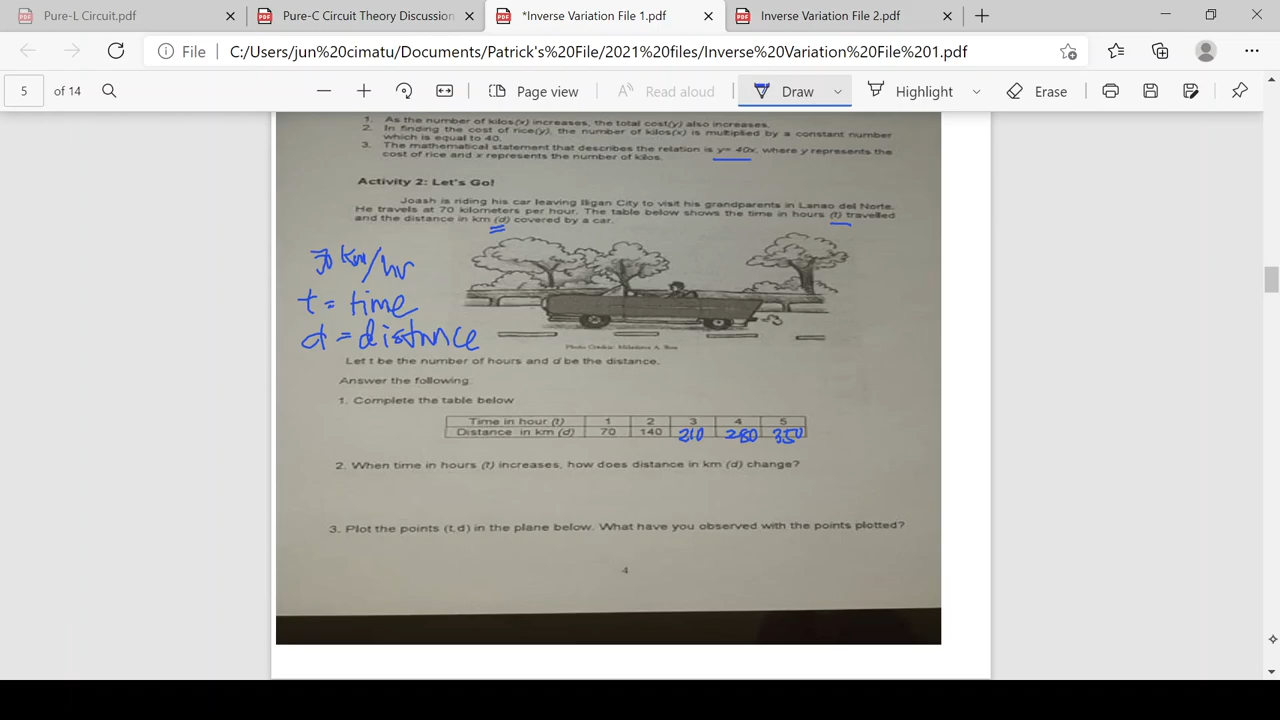 Pure-L Circuit.pdf
Pure-C Circuit Theory Discussion
*Inverse Variation File 1.pdf
Inverse Variation File 2.pdf
File
C:/Users/jun%20cimatu/Documents/Patrick's%20File/2021%20files/Inverse%20Variation%20File%201.pdf
5 of 14
Page view
Read aloud
Draw
Highlight
Erase
1. As the number of kilos(x) increases, the total cost(y) also increases.
2. In finding the cost of rice(y), the number of kilos(x) is multiplied by a constant number
which is equal to 40.
3. The mathematical statement that describes the relation is y= 40x, where y represents the
cost of rice and x represents the number of kilos.
Activity 2: Let's Go!
Joash is riding his car leaving Iligan City to visit his grandparents in Lanao del Norte.
He travels at 70 kilometers per hour. The table below shows the time in hours (t) travelled
and the distance in km (d) covered by a car.
70 km/hr
t = time
d = distance
Photo Credits: Milastene A. Bon
Let t be the number of hours and d be the distance.
Answer the following.
1. Complete the table below
Time in hour (t) 1 2 3 4 5
Distance in km (d) 70 140 210 280 350
2. When time in hours (t) increases, how does distance in km (d) change?
3. Plot the points (t,d) in the plane below. What have you observed with the points plotted?
4